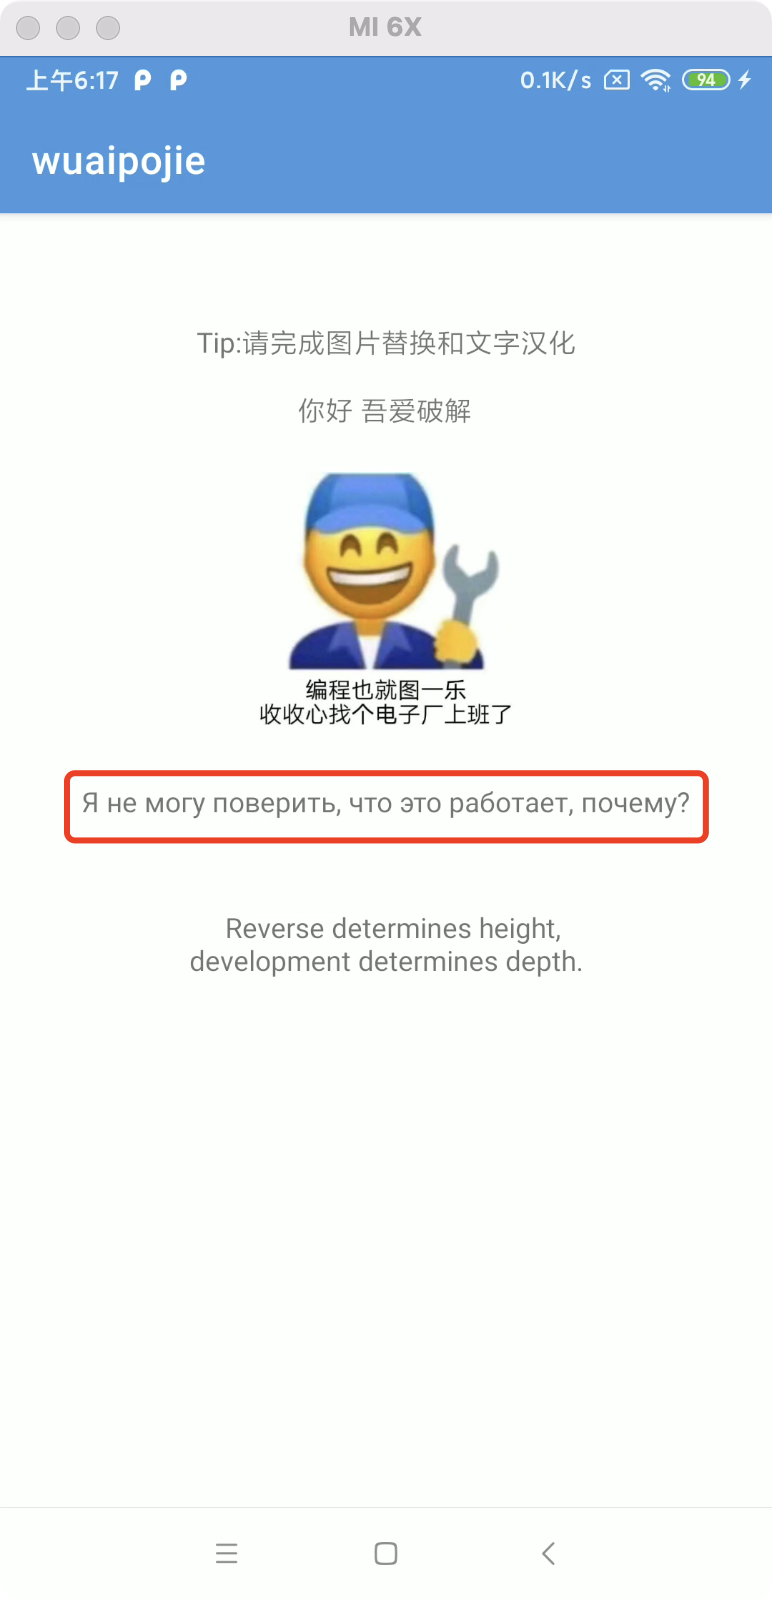 MI 6X
上午6:17
0.1K/s
94
wuaipojie
Tip:请完成图片替换和文字汉化
你好 吾爱破解
编程也就图一乐
收收心找个电子厂上班了
Я не могу поверить, что это работает, почему?
Reverse determines height,
development determines depth.